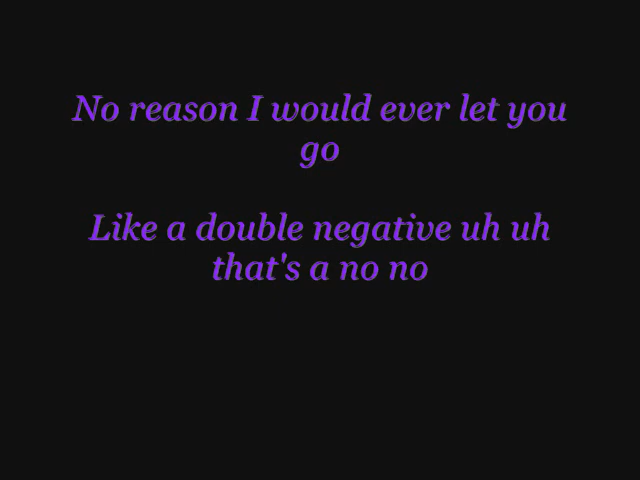 No reason I would ever let you
go
Like a double negative uh uh
that's a no no